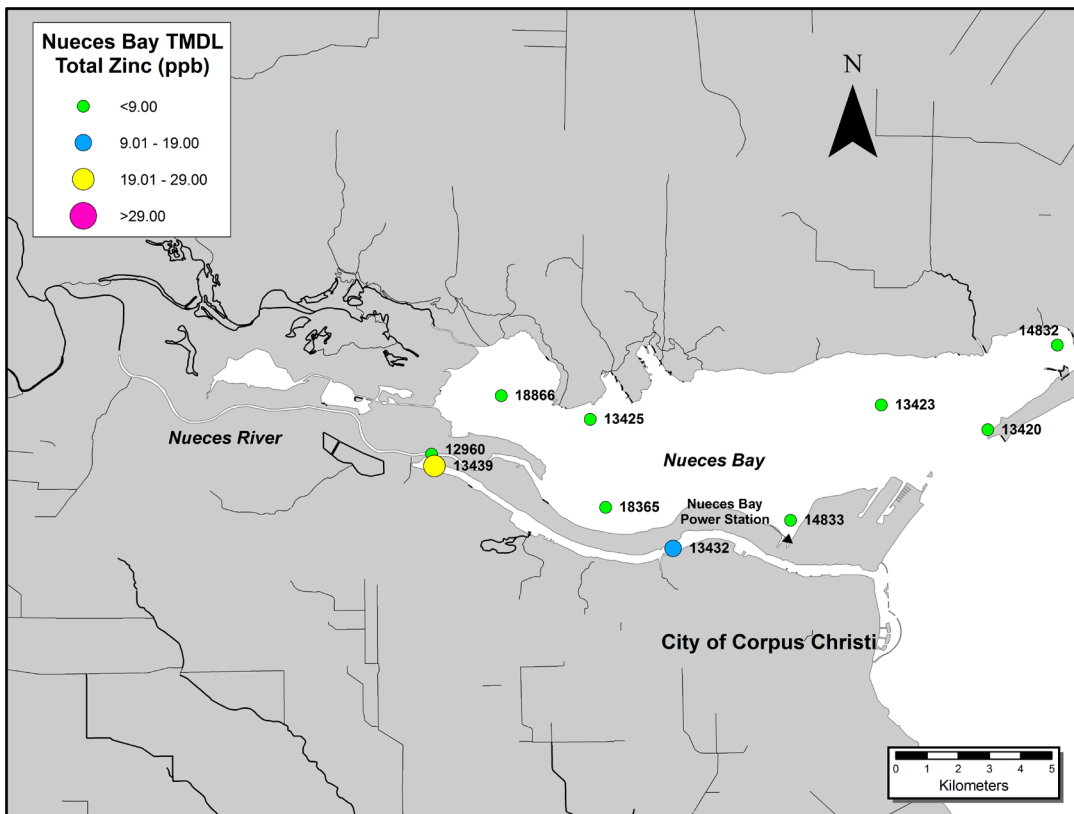 Nueces Bay TMDL
Total Zinc (ppb)
<9.00
9.01 - 19.00
19.01 - 29.00
>29.00
N
14832
18866
13425
13423
13420
Nueces River
12960
13439
Nueces Bay
18365
Nueces Bay
Power Station
14833
13432
City of Corpus Christi
0 1 2 3 4 5
Kilometers